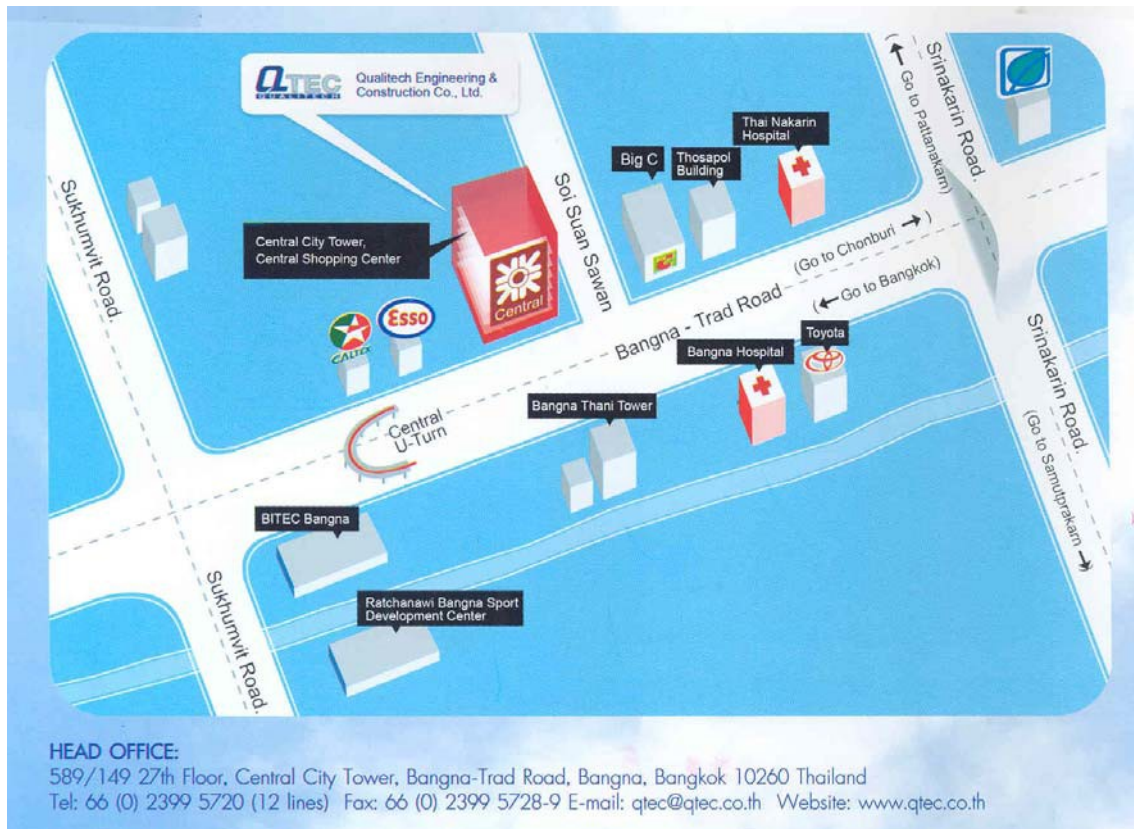 QTEC
QUALITECH
Qualitech Engineering &
Construction Co., Ltd.
Srinakarin Road.
(Go to Pattanakarn)
Thai Nakarin
Hospital
Big C
Thosapol
Building
Soi Suan Sawan
Sukhumvit Road.
Central City Tower,
Central Shopping Center
Central
(Go to Chonburi )
( Go to Bangkok)
Bangna - Trad Road
Esso
CALTEX
Toyota
Bangna Hospital
Srinakarin Road.
(Go to Samutprakarn )
Bangna Thani Tower
Central
U-Turn
BITEC Bangna
Sukhumvit Road.
Ratchanawi Bangna Sport
Development Center
HEAD OFFICE:
589/149 27th Floor, Central City Tower, Bangna-Trad Road, Bangna, Bangkok 10260 Thailand
Tel: 66 (0) 2399 5720 (12 lines) Fax: 66 (0) 2399 5728-9 E-mail: qtec@qtec.co.th Website: www.qtec.co.th